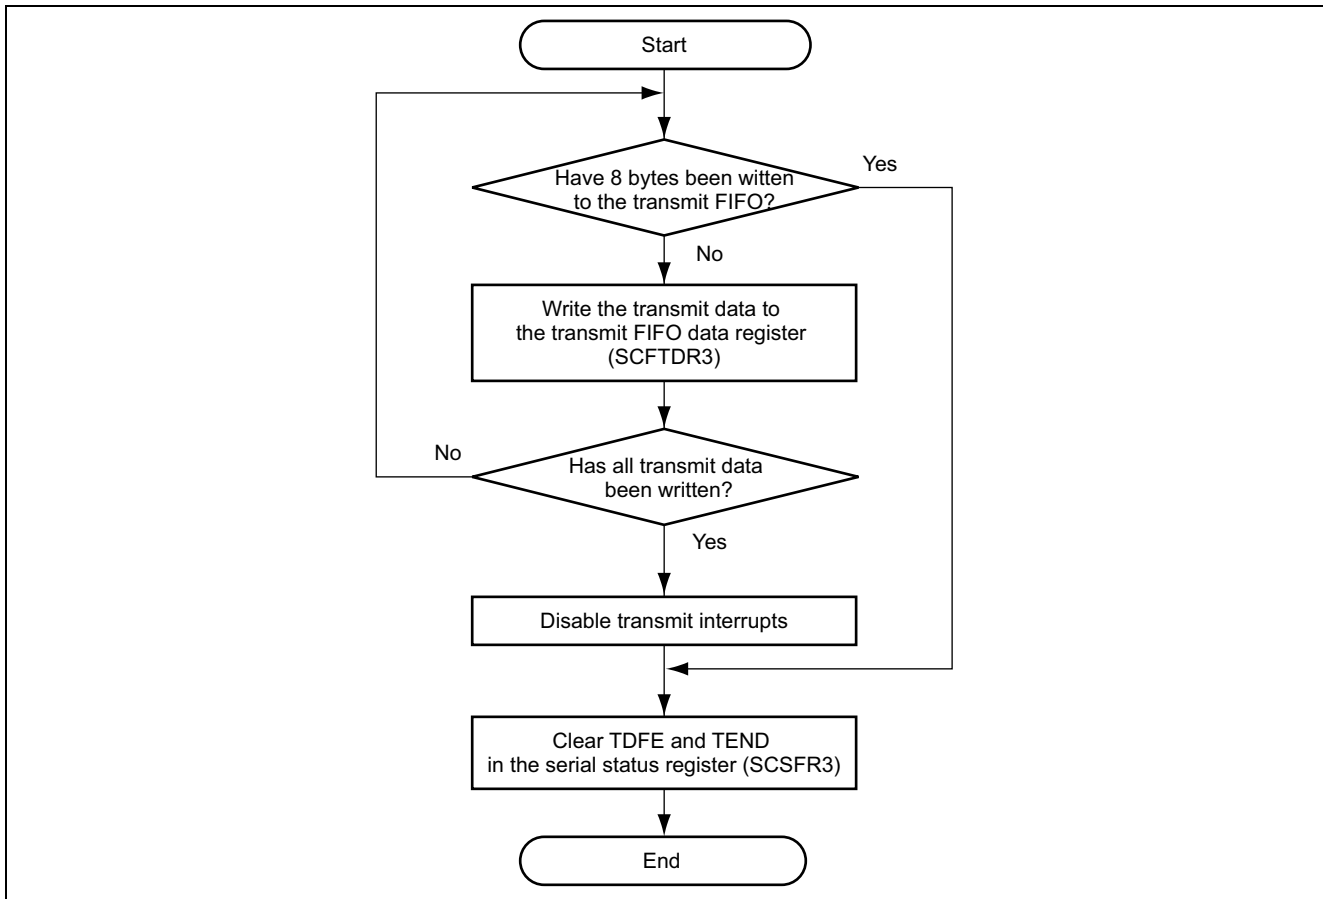 Start
Have 8 bytes been witten
to the transmit FIFO?
Yes
No
Write the transmit data to
the transmit FIFO data register
(SCFTDR3)
No
Has all transmit data
been written?
Yes
Disable transmit interrupts
Clear TDFE and TEND
in the serial status register (SCSFR3)
End